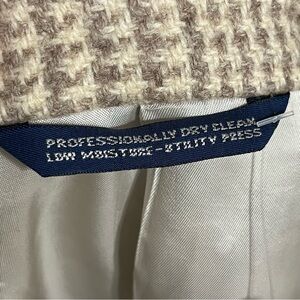 PROFESSIONALLY DRY CLEAN
LOW MOISTURE-UTILITY PRESS